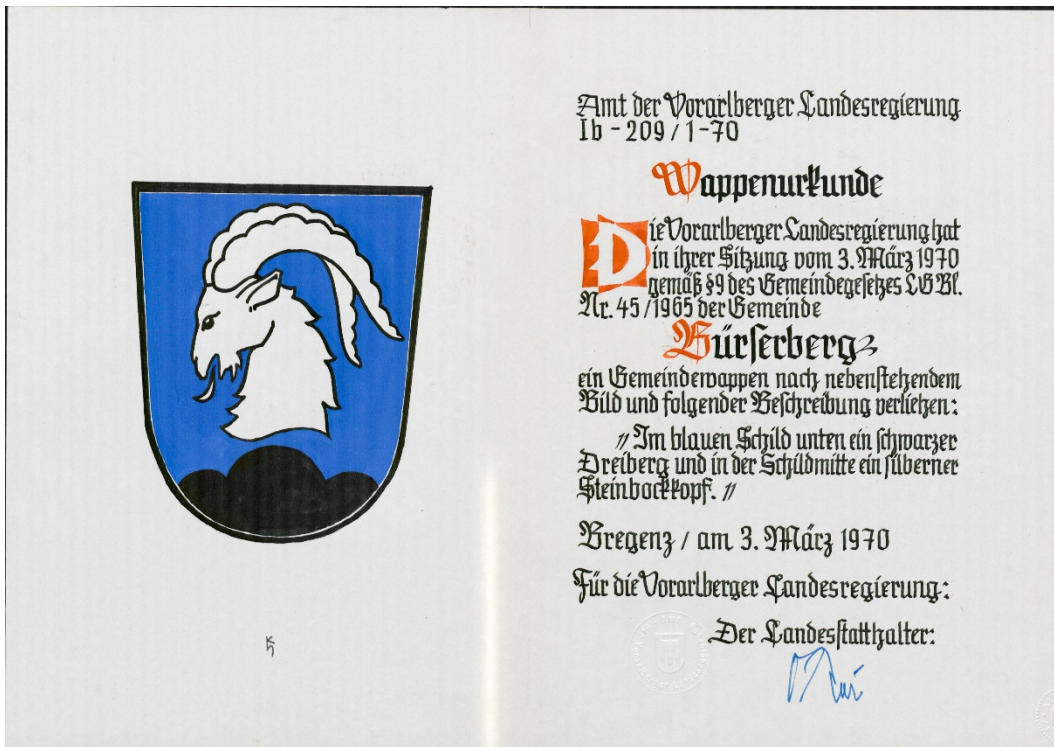 Amt der Vorarlberger Landesregierung
Ib - 209 / 1 - 70
Wappenurkunde
Die Vorarlberger Landesregierung hat
in ihrer Sitzung vom 3. März 1970
gemäß § 9 des Gemeindegesetzes LGBl.
Nr. 45 / 1965 der Gemeinde
Bürserberg
ein Gemeindewappen nach nebenstehendem
Bild und folgender Beschreibung verliehen:
„Im blauen Schild unten ein schwarzer
Dreiberg und in der Schildmitte ein silberner
Steinbockkopf."
Bregenz / am 3. März 1970
Für die Vorarlberger Landesregierung:
Der Landesstatthalter: